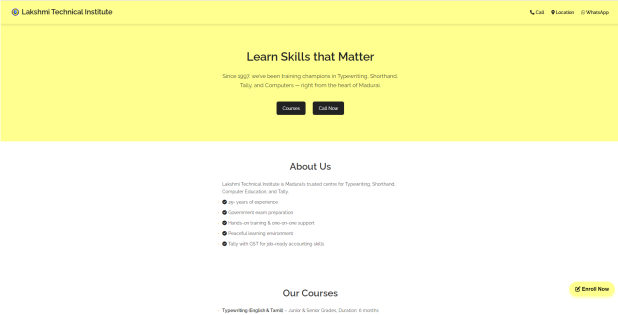 Lakshmi Technical Institute
Call Location WhatsApp
Learn Skills that Matter
Since 1997, we've been training champions in Typewriting, Shorthand,
Tally, and Computers — right from the heart of Madurai.
Courses Call Now
About Us
Lakshmi Technical Institute is Madurai's trusted centre for Typewriting, Shorthand,
Computer Education, and Tally.
25+ years of experience
Government exam preparation
Hands-on training & one-on-one support
Peaceful learning environment
Tally with GST for job-ready accounting skills
Enroll Now
Our Courses
Typewriting (English & Tamil) – Junior & Senior Grades, Duration: 6 months